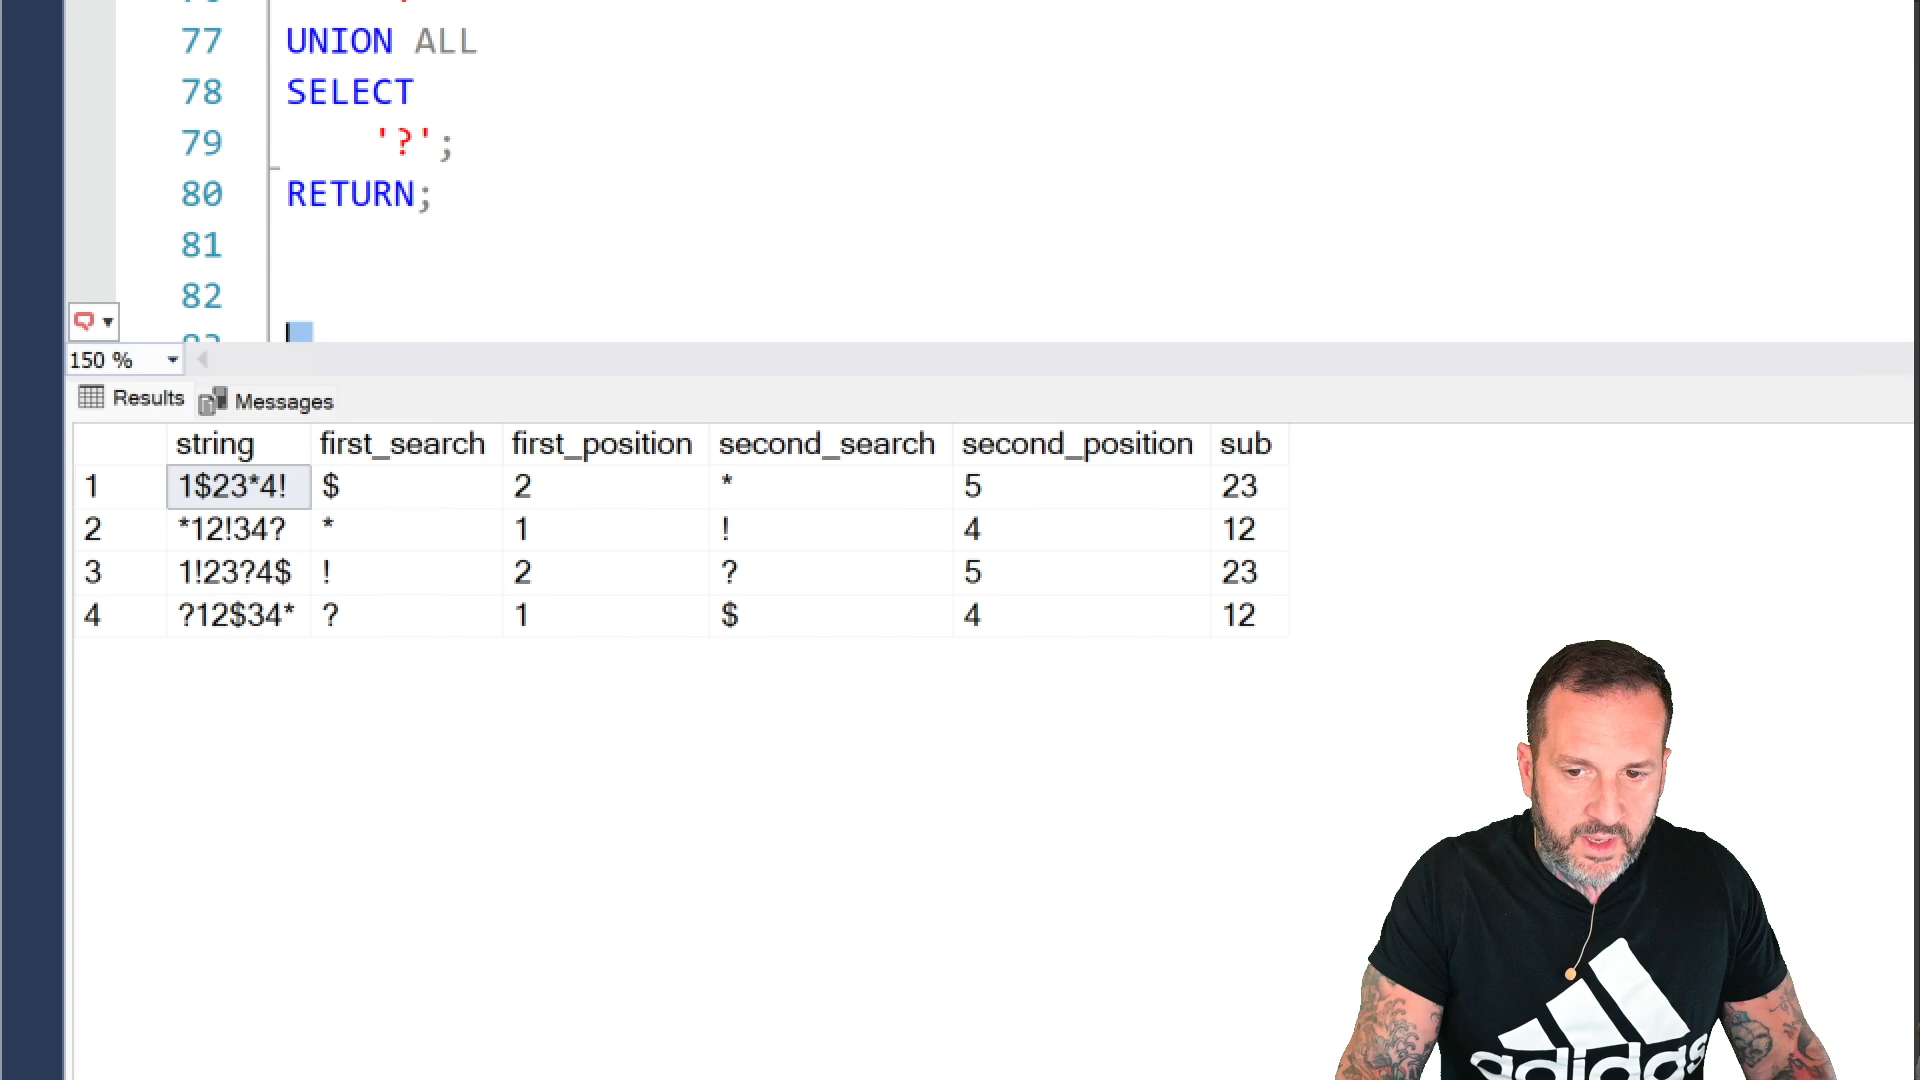 77 UNION ALL
78 SELECT
79 '?';
80 RETURN;
81
82
150 %
Results Messages
string first_search first_position second_search second_position sub
1 1$23*4! $ 2 * 5 23
2 *12!34? * 1 ! 4 12
3 1!23?4$ ! 2 ? 5 23
4 ?12$34* ? 1 $ 4 12
adidas